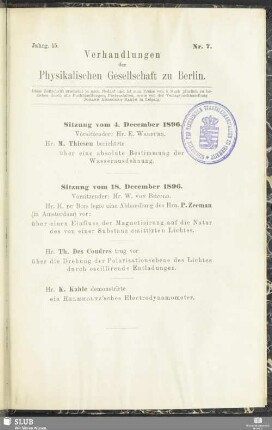 Jahrg. 15. Nr. 7.
Verhandlungen
der
Physikalischen Gesellschaft zu Berlin.
Sitzung vom 4. December 1896.
Vorsitzender: Hr. E. Warburg.
Hr. M. Thiesen berichtete
über eine absolute Bestimmung der
Wasserausdehnung.
Sitzung vom 18. December 1896.
Vorsitzender: Hr. W. von Bezold.
Hr. H. du Bois legte eine Abhandlung des Hrn. P. Zeeman
(in Amsterdam) vor:
über einen Einfluss der Magnetisirung auf die Natur
des von einer Substanz emittirten Lichtes.
Hr. Th. Des Coudres trug vor
über die Drehung der Polarisationsebene des Lichtes
durch oscillirende Entladungen.
Hr. K. Kahle demonstrirte
ein Helmholtz'sches Electrodynamometer.
SLUB